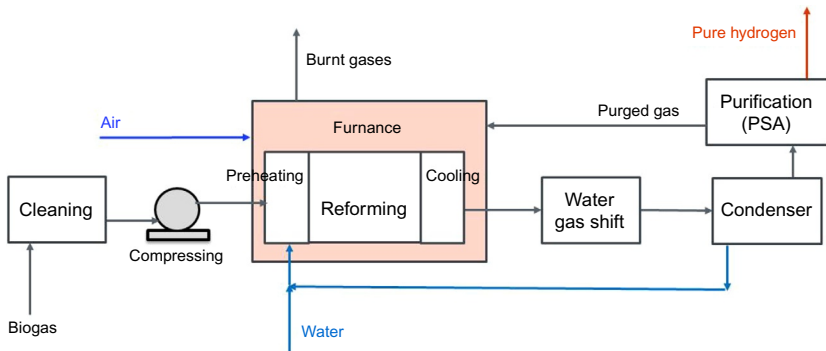 Pure hydrogen
Burnt gases
Purification
(PSA)
Purged gas
Air
Furnance
Preheating
Cooling
Cleaning
Reforming
Water
gas shift
Condenser
Compressing
Biogas
Water